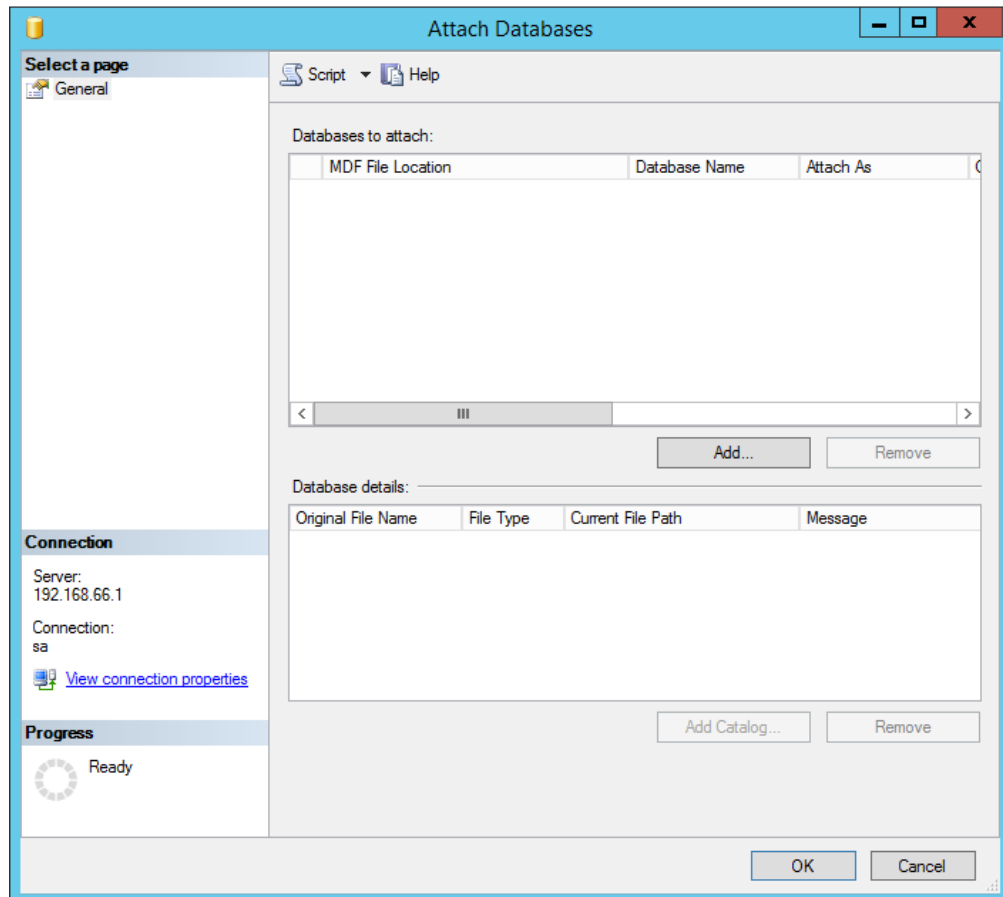 Attach Databases
Select a page
General
Script Help
Databases to attach:
MDF File Location Database Name Attach As
Add... Remove
Database details:
Original File Name File Type Current File Path Message
Connection
Server:
192.168.66.1
Connection:
sa
View connection properties
Add Catalog... Remove
Progress
Ready
OK Cancel